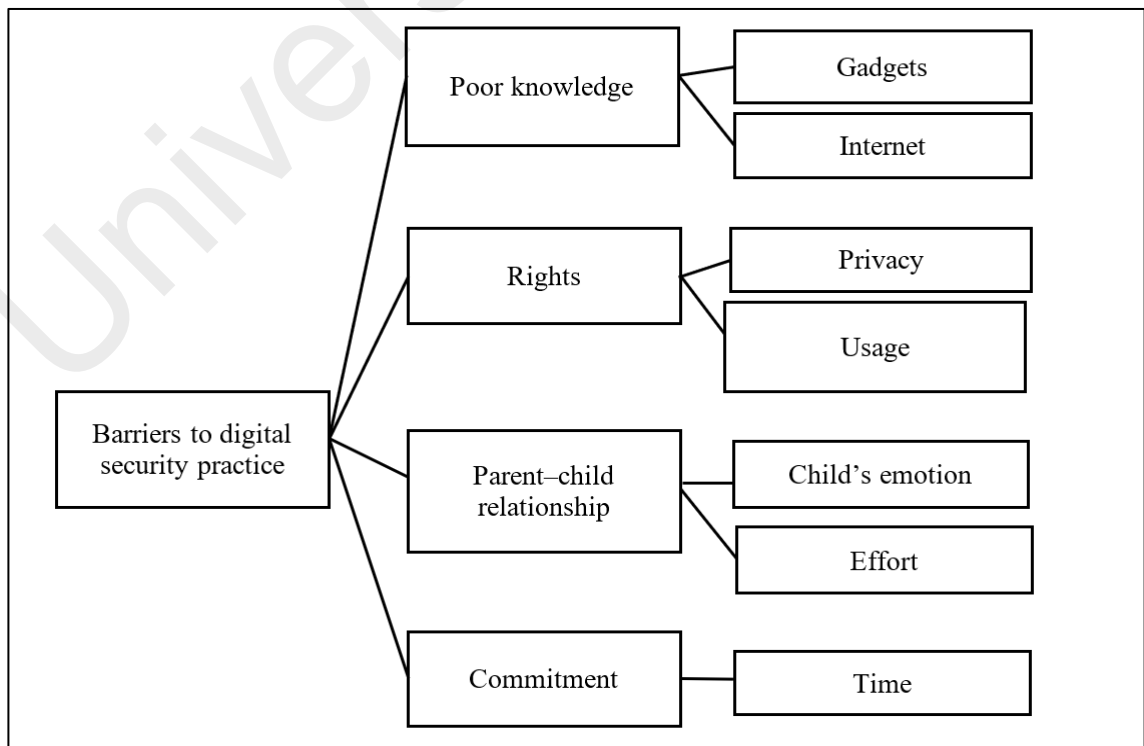 Univers
Poor knowledge
Gadgets
Internet
Rights
Privacy
Usage
Barriers to digital
security practice
Parent–child
relationship
Child’s emotion
Effort
Commitment
Time